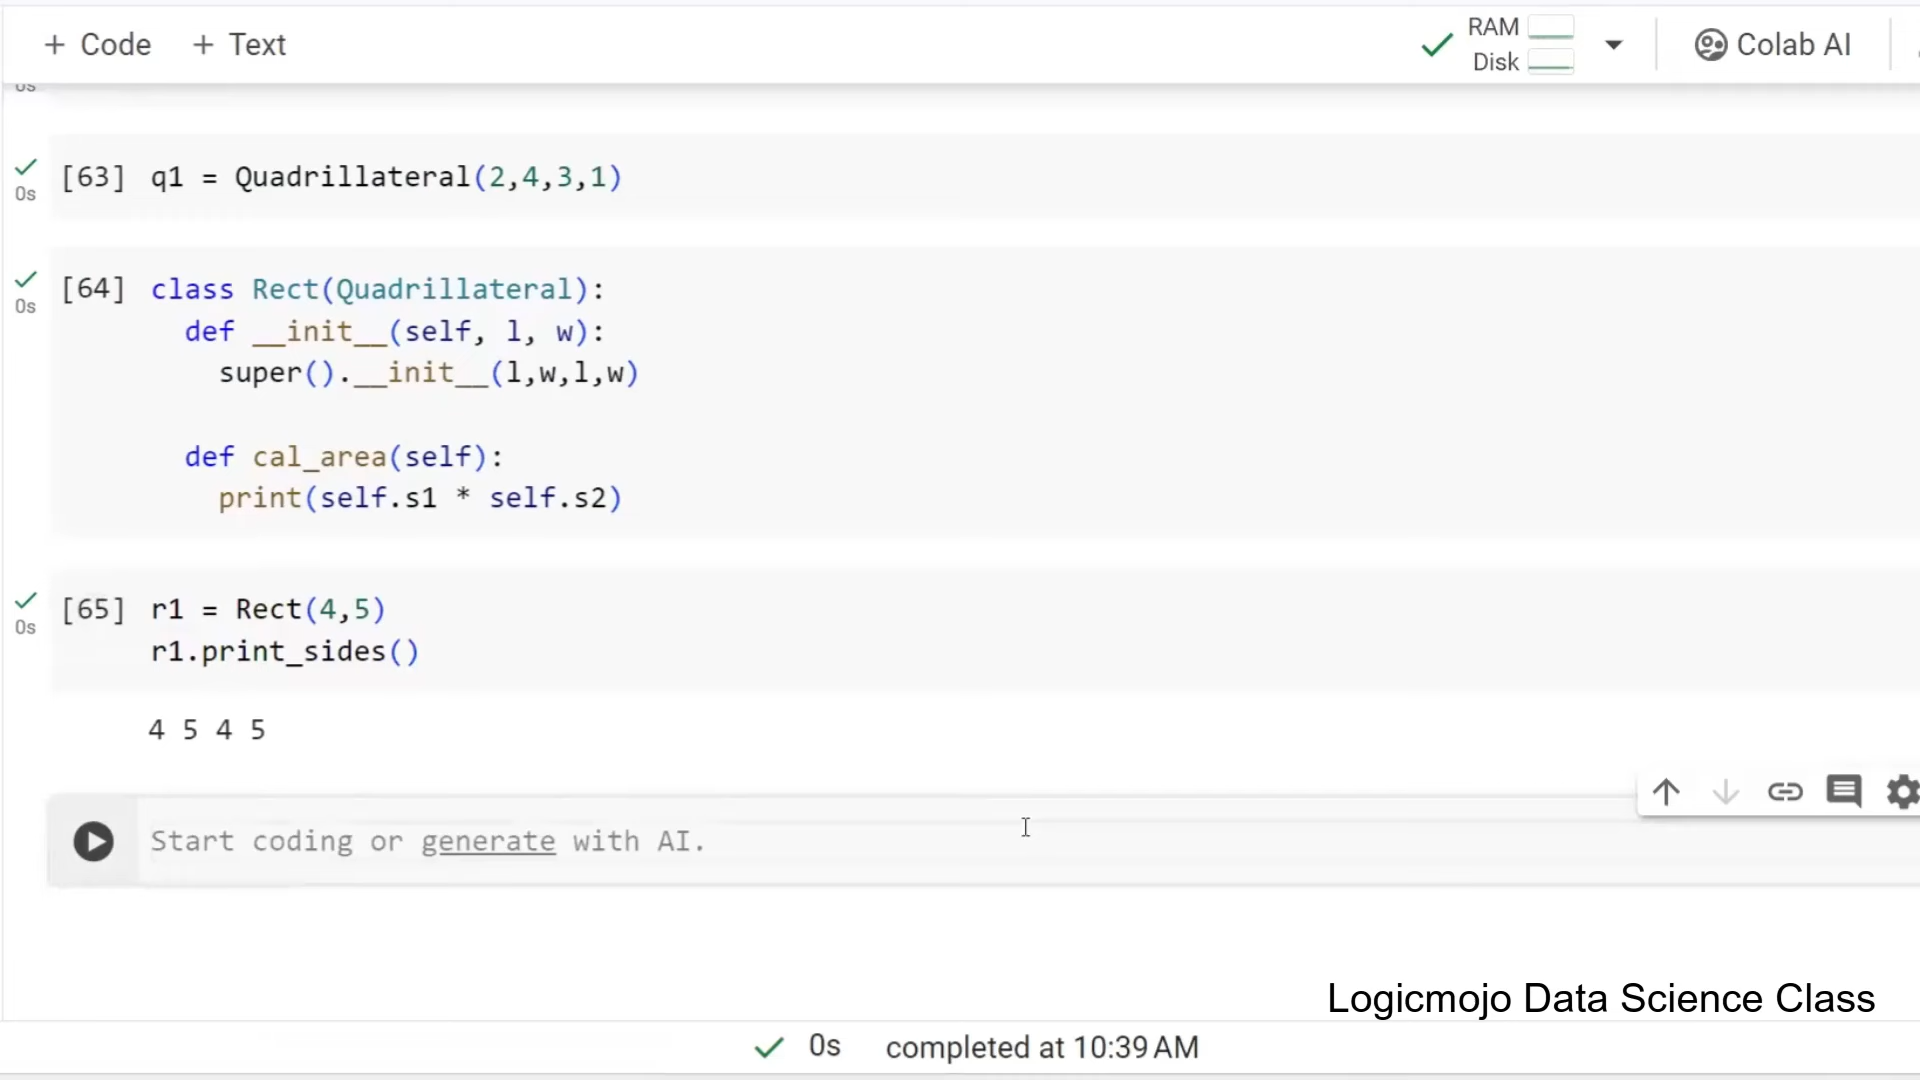 + Code + Text
RAM
Disk
Colab AI
0s
[63] q1 = Quadrillateral(2,4,3,1)
0s
[64] class Rect(Quadrillateral):
0s
def __init__(self, l, w):
super().__init__(l,w,l,w)
def cal_area(self):
print(self.s1 * self.s2)
[65] r1 = Rect(4,5)
0s
r1.print_sides()
4 5 4 5
Start coding or generate with AI.
Logicmojo Data Science Class
0s completed at 10:39 AM